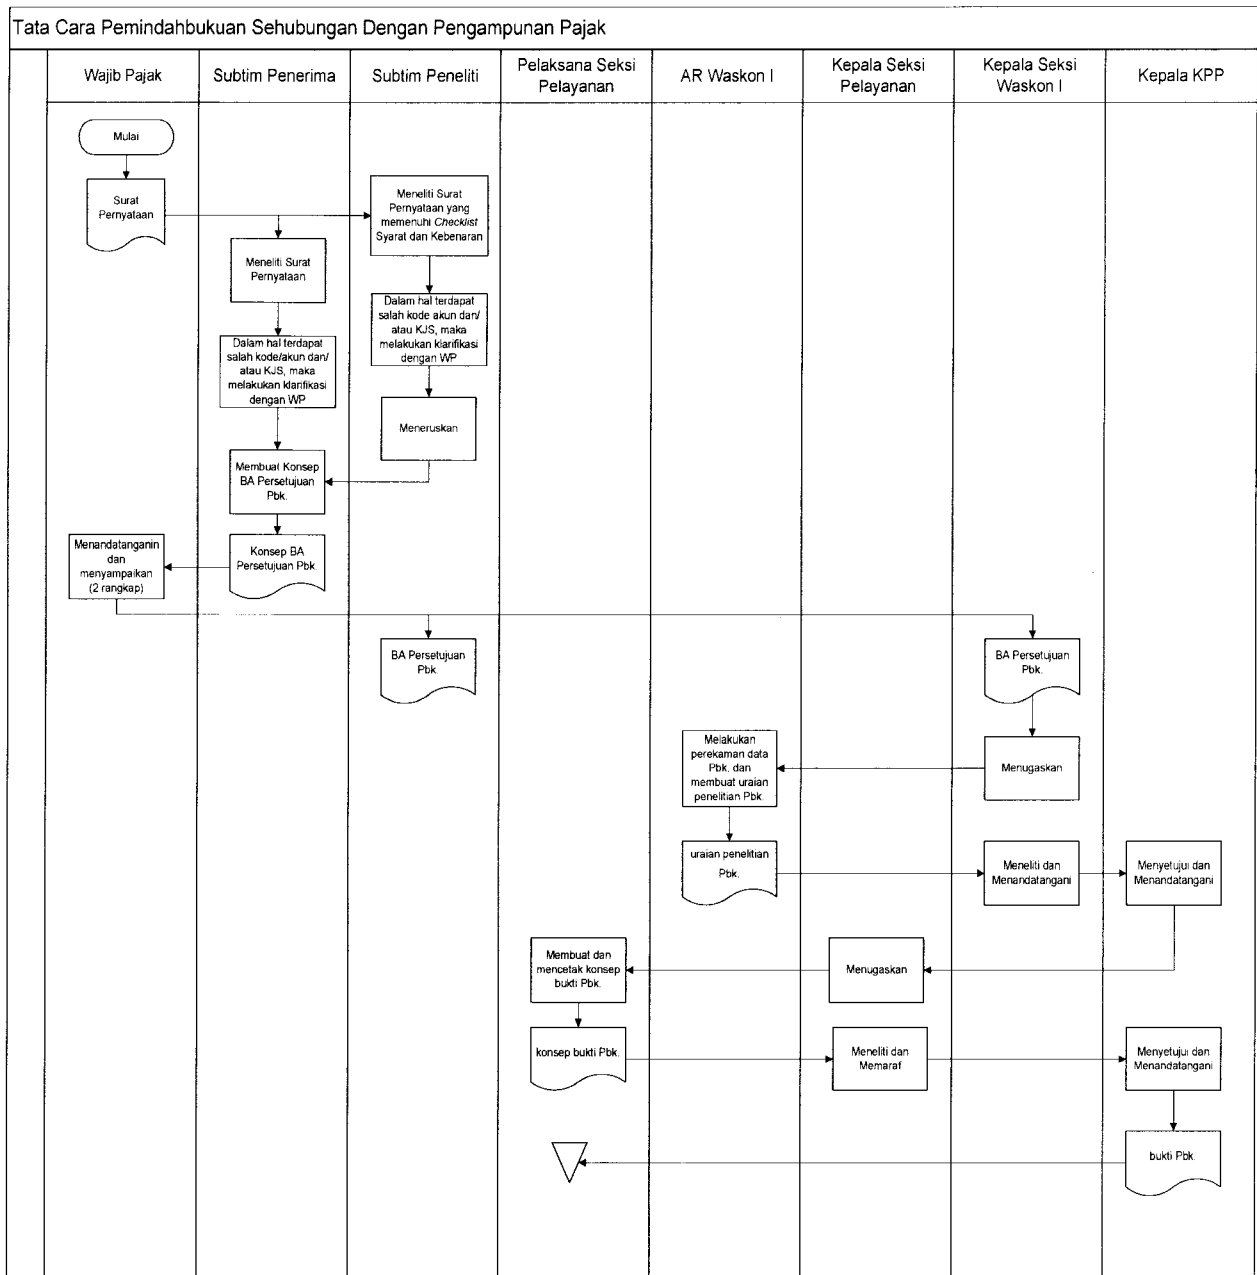 Tata Cara Pemindahbukuan Sehubungan Dengan Pengampunan Pajak
Wajib Pajak
Subtim Penerima
Subtim Peneliti
Pelaksana Seksi
Pelayanan
AR Waskon I
Kepala Seksi
Pelayanan
Kepala Seksi
Waskon I
Kepala KPP
Mulai
Surat
Pernyataan
Meneliti Surat
Pernyataan yang
memenuhi Checklist
Syarat dan Kebenaran
Meneliti Surat
Pernyataan
Dalam hal terdapat
salah kode akun dan/
atau KJS, maka
melakukan klarifikasi
dengan WP
Dalam hal terdapat
salah kode/akun dan/
atau KJS, maka
melakukan klarifikasi
dengan WP
Meneruskan
Membuat Konsep
BA Persetujuan
Pbk.
Menandatanganin
dan
menyampaikan
(2 rangkap)
Konsep BA
Persetujuan Pbk.
BA Persetujuan
Pbk.
BA Persetujuan
Pbk.
Melakukan
perekaman data
Pbk. dan
membuat uraian
penelitian Pbk.
Menugaskan
uraian penelitian
Pbk.
Meneliti dan
Menandatangani
Menyetujui dan
Menandatangani
Membuat dan
mencetak konsep
bukti Pbk.
Menugaskan
konsep bukti Pbk.
Meneliti dan
Memaraf
Menyetujui dan
Menandatangani
bukti Pbk.